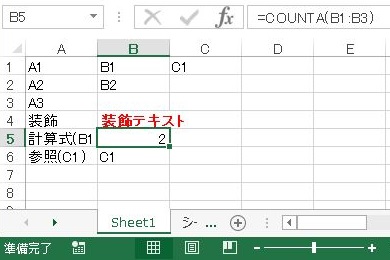 B5 =COUNTA(B1:B3)
A B C D E
1 A1 B1 C1
2 A2 B2
3 A3
4 装飾 装飾テキスト
5 計算式(B1 2
6 参照(C1) C1
7
8
Sheet1 シー ...
準備完了